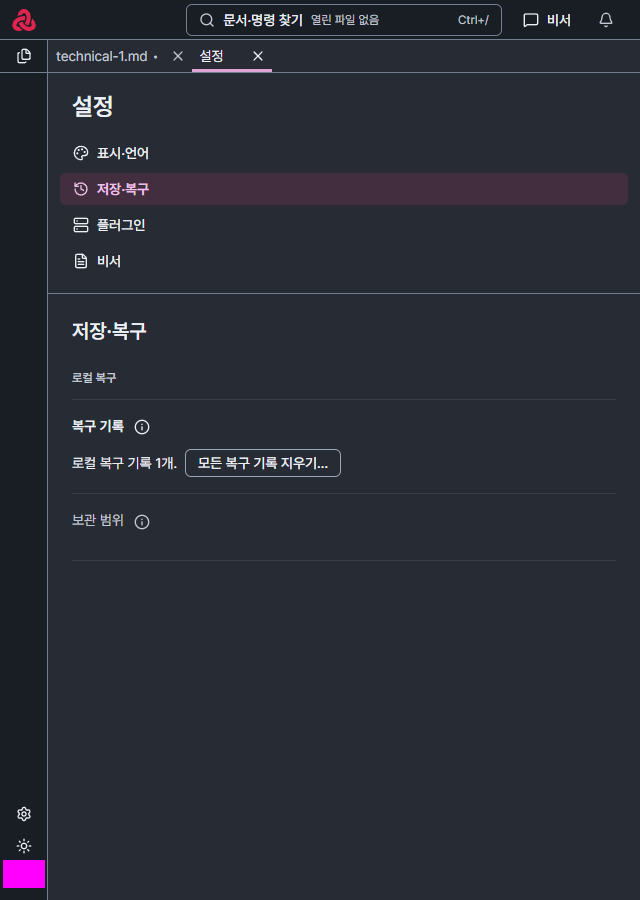 문서·명령 찾기 열린 파일 없음 Ctrl+/
비서
technical-1.md •
설정
설정
표시·언어
저장·복구
플러그인
비서
저장·복구
로컬 복구
복구 기록
로컬 복구 기록 1개.
모든 복구 기록 지우기...
보관 범위